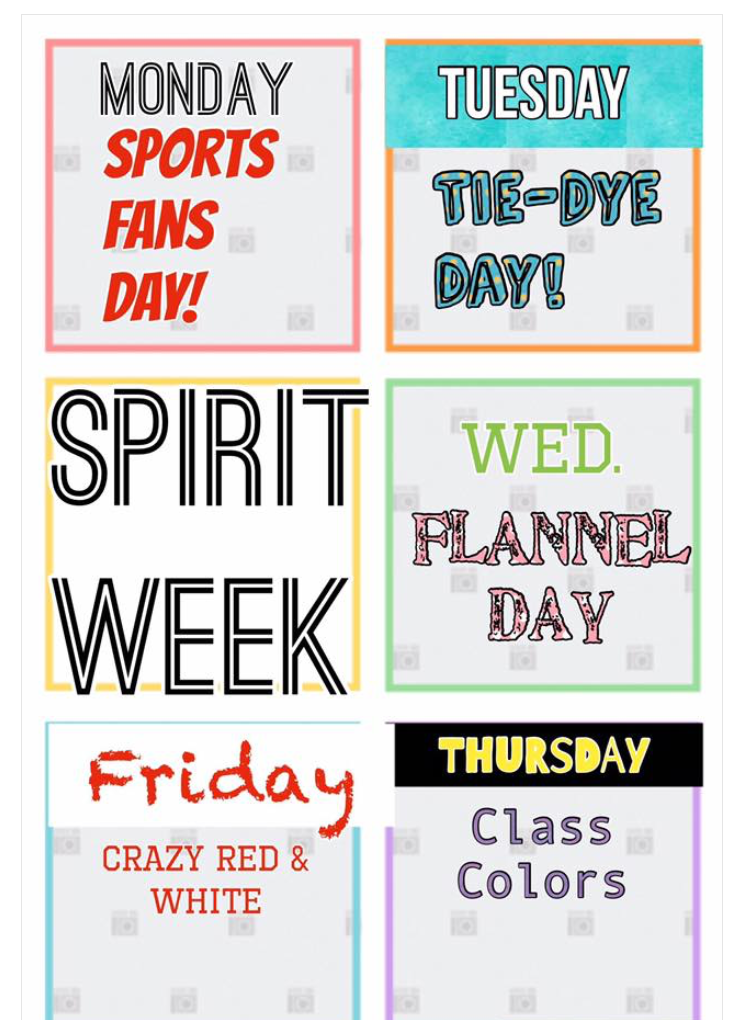 MONDAY
SPORTS
FANS
DAY!
TUESDAY
TIE-DYE
DAY!
SPIRIT
WEEK
WED.
FLANNEL
DAY
Friday
CRAZY RED &
WHITE
THURSDAY
Class
Colors